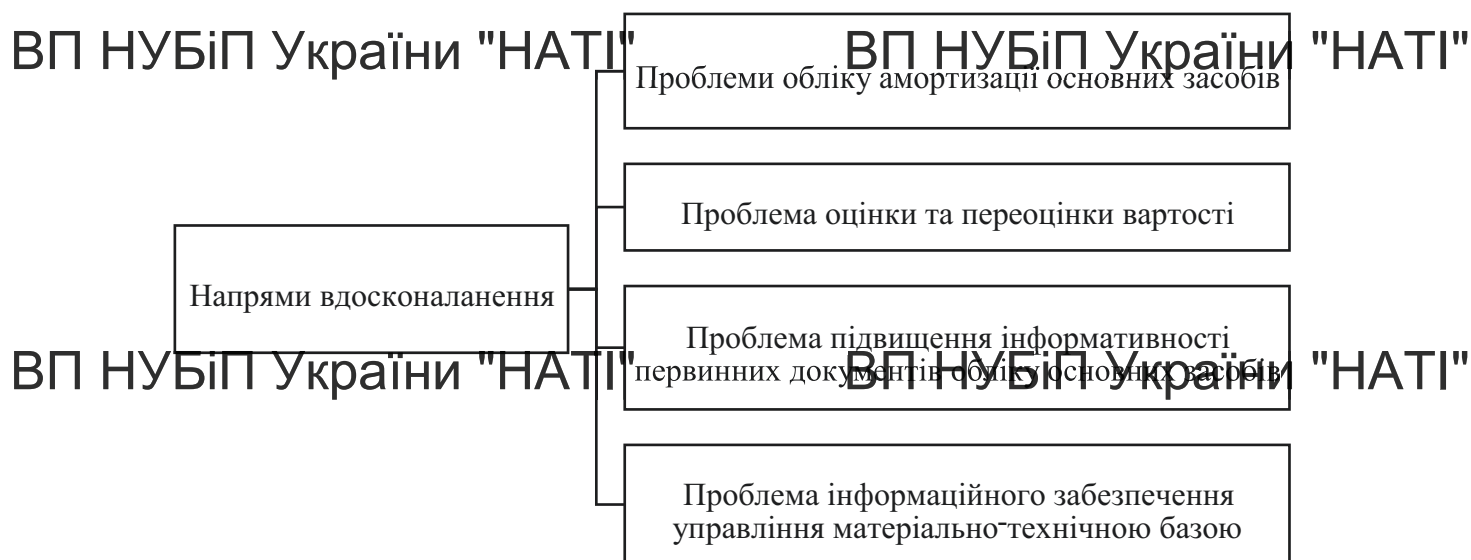 ВП НУБіП України "НАТІ"
ВП НУБіП України "НАТІ"
Проблеми обліку амортизації основних засобів
Проблема оцінки та переоцінки вартості
Напрями вдосконаланення
Проблема підвищення інформативності
первинних документів обліку основних засобів
ВП НУБіП України "НАТІ"
ВП НУБіП України "НАТІ"
Проблема інформаційного забезпечення
управління матеріально-технічною базою